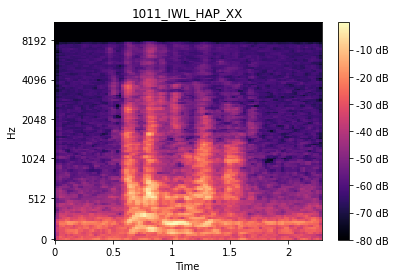 1011_IWL_HAP_XX
8192
4096
2048
1024
512
0
Hz
0
0.5
1
1.5
2
Time
-10 dB
-20 dB
-30 dB
-40 dB
-50 dB
-60 dB
-70 dB
-80 dB